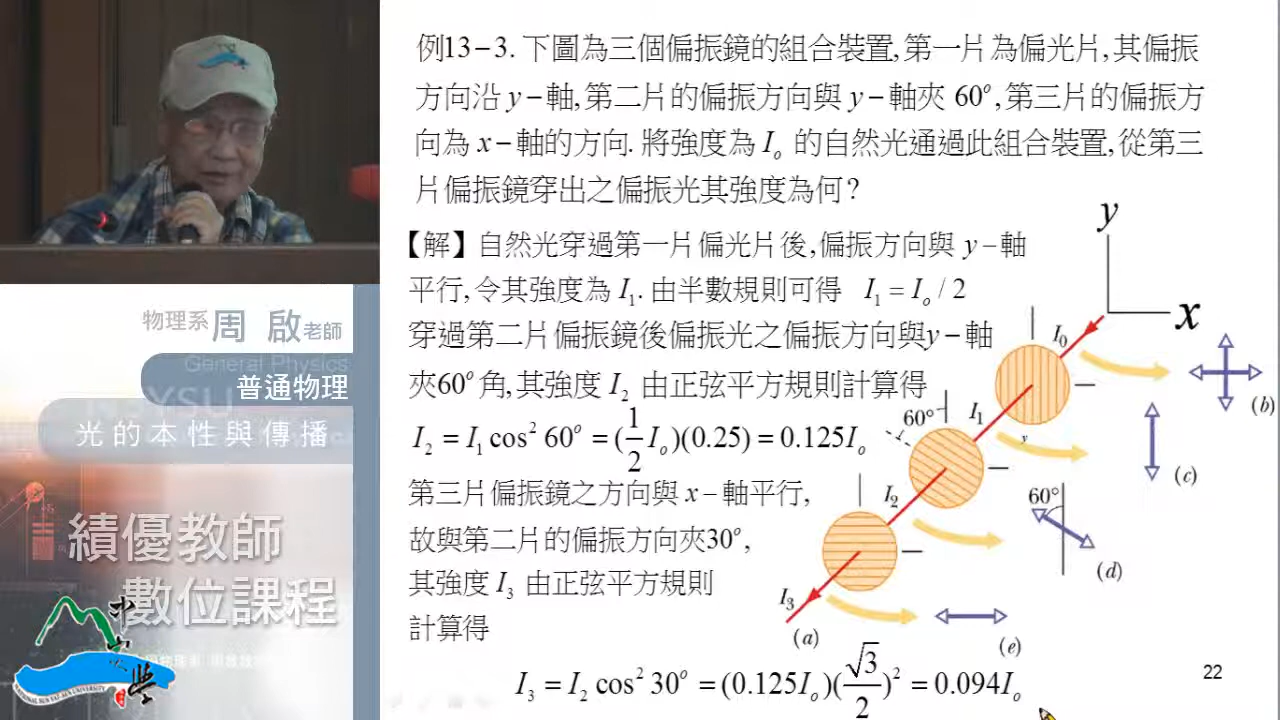 例13－3. 下圖為三個偏振鏡的組合裝置, 第一片為偏光片, 其偏振
方向沿 y－軸, 第二片的偏振方向與 y－軸夾 60°, 第三片的偏振方
向為 x－軸的方向. 將強度為 Iₒ 的自然光通過此組合裝置, 從第三
片偏振鏡穿出之偏振光其強度為何?
【解】自然光穿過第一片偏光片後, 偏振方向與 y－軸
平行, 令其強度為 I₁. 由半數規則可得 I₁ = Iₒ / 2
穿過第二片偏振鏡後偏振光之偏振方向與y－軸
夾60°角, 其強度 I₂ 由正弦平方規則計算得
I₂ = I₁ cos² 60° = (1/2 Iₒ)(0.25) = 0.125Iₒ
第三片偏振鏡之方向與 x－軸平行,
故與第二片的偏振方向夾30°,
其強度 I₃ 由正弦平方規則
計算得
I₃ = I₂ cos² 30° = (0.125Iₒ)(√3/2)² = 0.094Iₒ
y
x
I₀
(b)
60°
I₁
y
(c)
I₂
60°
(d)
I₃
(a)
(e)
22
物理系 周 啟 老師
General Physics
普通物理
光的本性與傳播
績優教師
數位課程